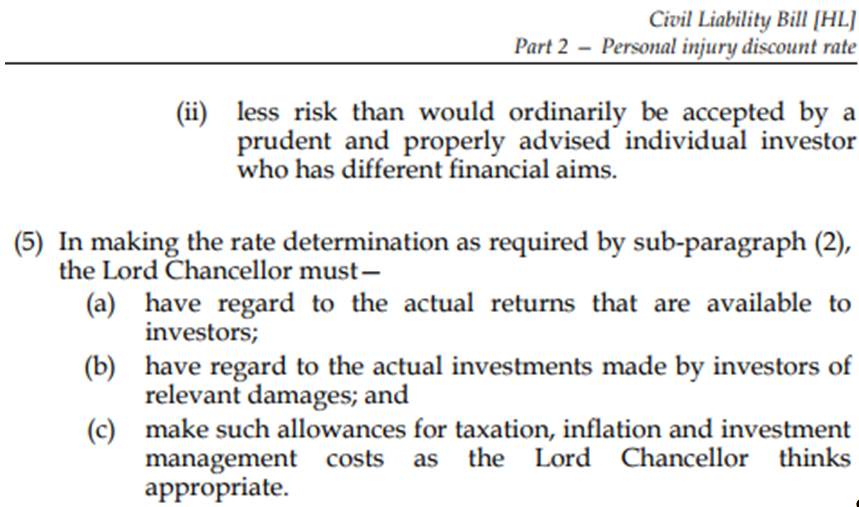 Civil Liability Bill [HL]
Part 2 — Personal injury discount rate
(ii) less risk than would ordinarily be accepted by a
prudent and properly advised individual investor
who has different financial aims.
(5) In making the rate determination as required by sub-paragraph (2),
the Lord Chancellor must—
(a) have regard to the actual returns that are available to
investors;
(b) have regard to the actual investments made by investors of
relevant damages; and
(c) make such allowances for taxation, inflation and investment
management costs as the Lord Chancellor thinks
appropriate.